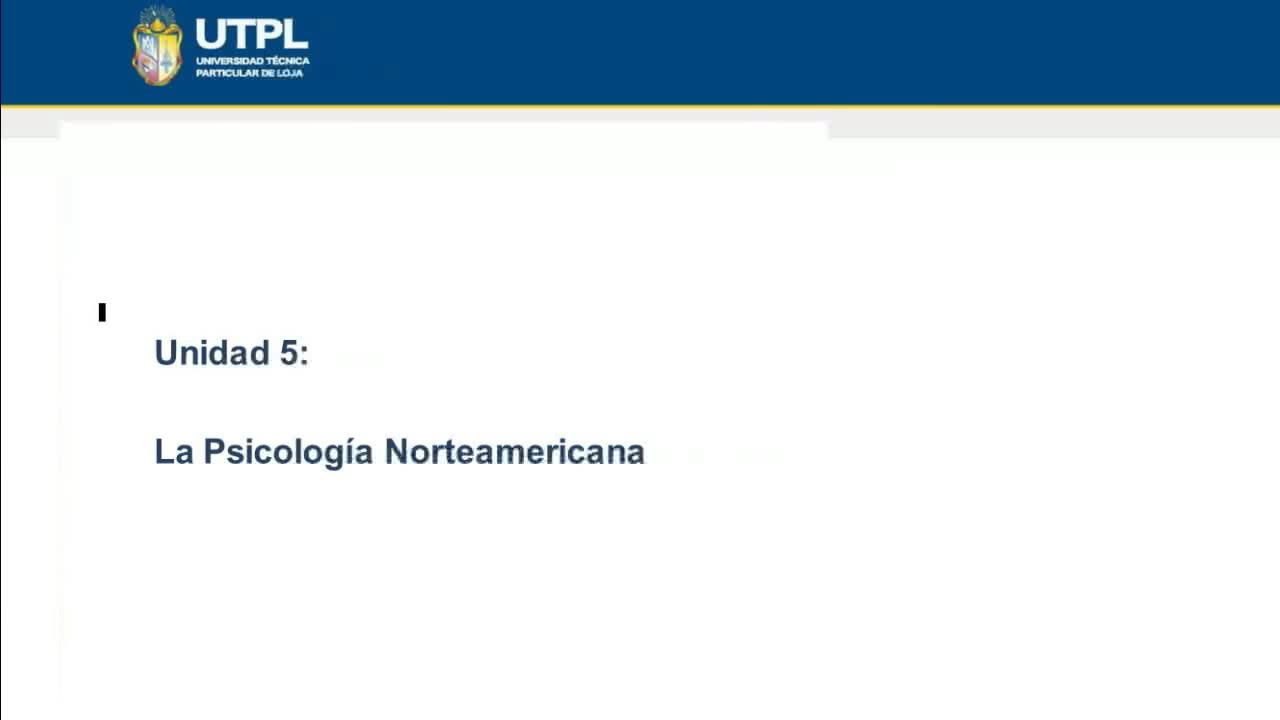 UTPL
UNIVERSIDAD TÉCNICA
PARTICULAR DE LOJA
Unidad 5:
La Psicología Norteamericana